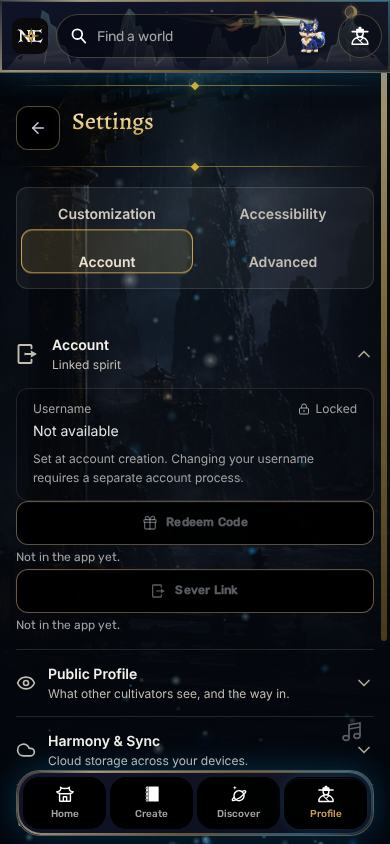 NE
Find a world
Settings
Customization
Accessibility
Account
Advanced
Account
Linked spirit
Username
Locked
Not available
Set at account creation. Changing your username
requires a separate account process.
Redeem Code
Not in the app yet.
Sever Link
Not in the app yet.
Public Profile
What other cultivators see, and the way in.
Harmony & Sync
Cloud storage across your devices.
Home
Create
Discover
Profile